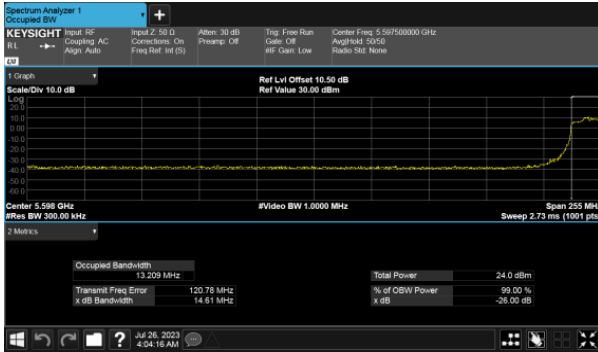 Spectrum Analyzer 1
Occupied BW
+
KEYSIGHT
Input: RF
Coupling: AC
Align: Auto
Input Z: 50 Ω
Corrections: On
Freq Ref: Int (S)
Atten: 30 dB
Preamp: Off
Trig: Free Run
Gate: Off
#IF Gain: Low
Center Freq: 5.597500000 GHz
Avg|Hold: 50/50
Radio Std: None
RL
LXI
1 Graph
Scale/Div 10.0 dB
Ref Lvl Offset 10.50 dB
Ref Value 30.00 dBm
Log
20.0
10.0
0.00
-10.0
-20.0
-30.0
-40.0
-50.0
-60.0
Center 5.598 GHz
#Res BW 300.00 kHz
#Video BW 1.0000 MHz
Span 255 MHz
Sweep 2.73 ms (1001 pts)
2 Metrics
Occupied Bandwidth
13.209 MHz
Transmit Freq Error 120.78 MHz
x dB Bandwidth 14.61 MHz
Total Power 24.0 dBm
% of OBW Power 99.00 %
x dB -26.00 dB
?
Jul 26, 2023
4:04:16 AM